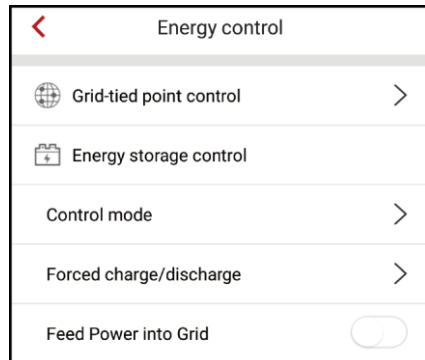 Energy control
Grid-tied point control
Energy storage control
Control mode
Forced charge/discharge
Feed Power into Grid